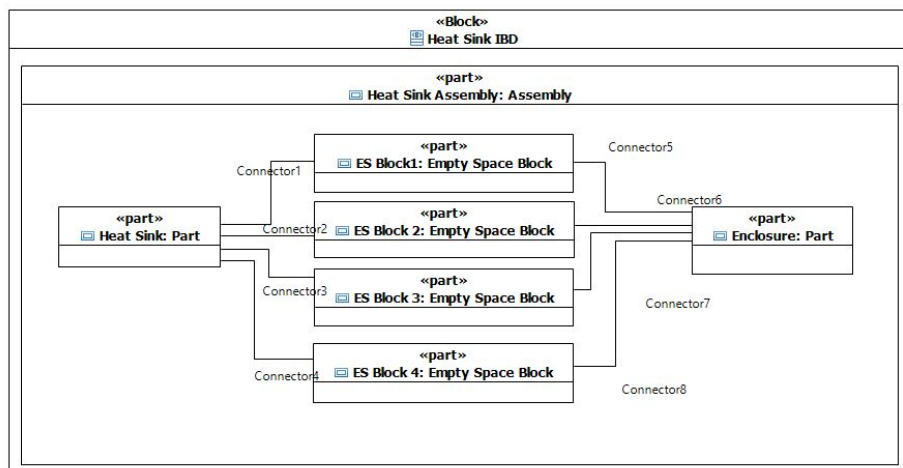 «Block»
Heat Sink IBD
«part»
Heat Sink Assembly: Assembly
«part»
ES Block1: Empty Space Block
Connector5
Connector1
Connector6
«part»
ES Block 2: Empty Space Block
«part»
Heat Sink: Part
«part»
Enclosure: Part
Connector2
«part»
ES Block 3: Empty Space Block
Connector3
Connector7
«part»
ES Block 4: Empty Space Block
Connector4
Connector8